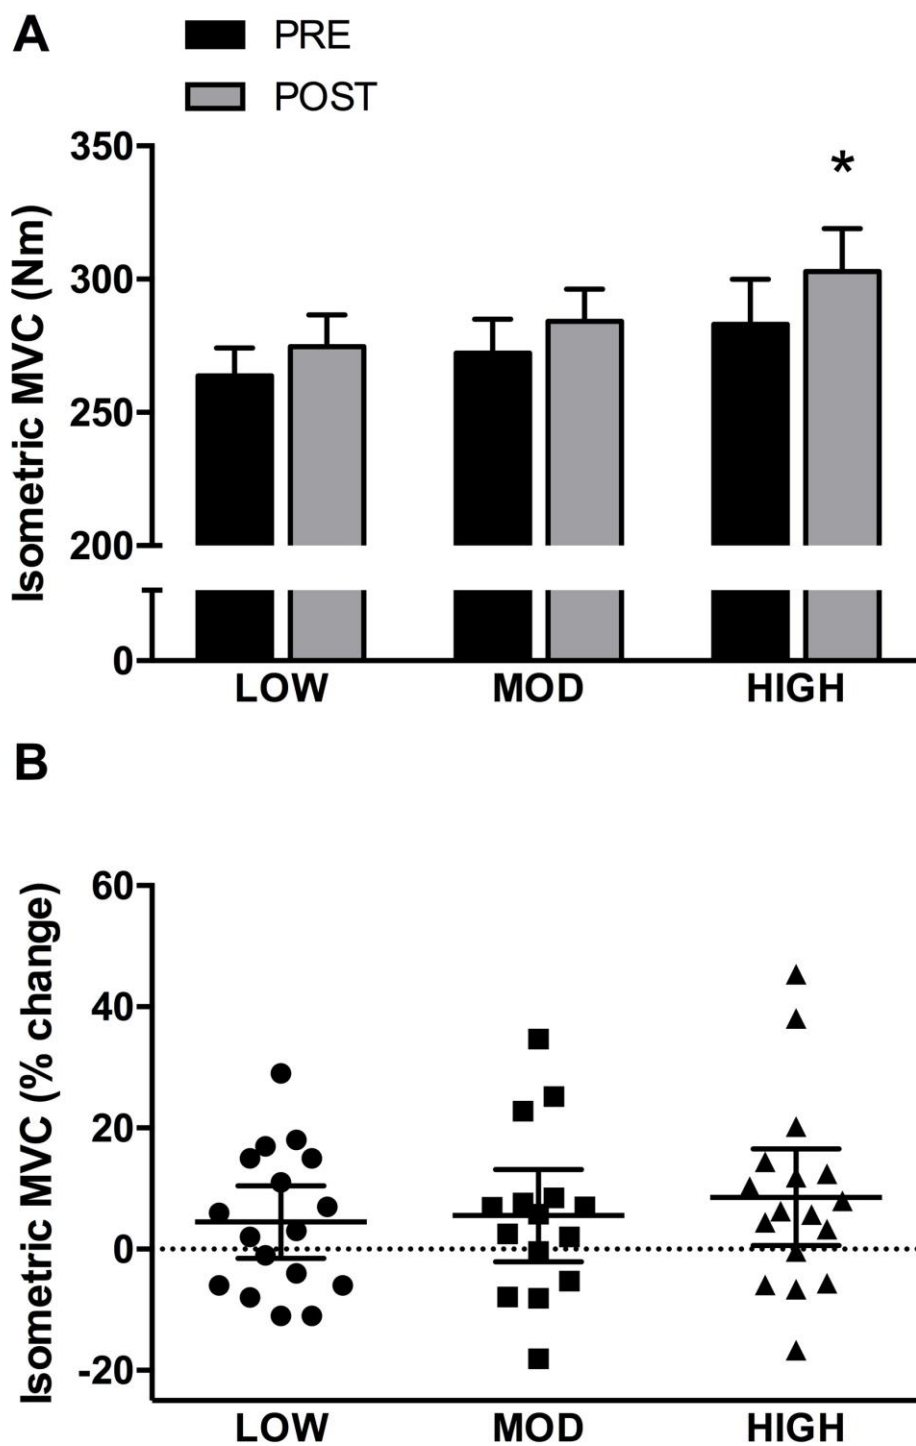 A
PRE
POST
Isometric MVC (Nm)
350
*
300
250
200
0
LOW MOD HIGH
B
Isometric MVC (% change)
60
40
20
0
-20
LOW MOD HIGH